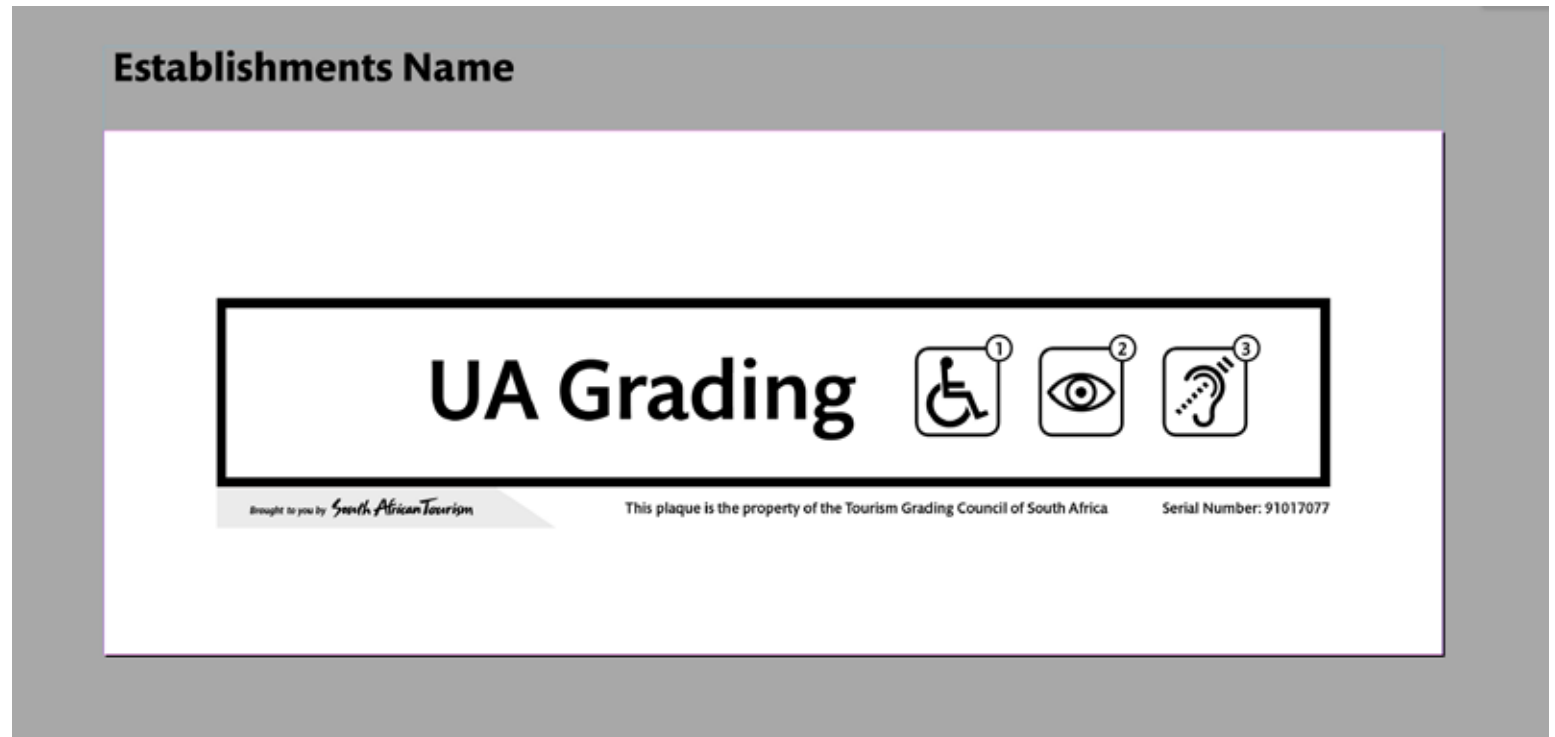 Establishments Name
UA Grading 1 2 3
Brought to you by South African Tourism
This plaque is the property of the Tourism Grading Council of South Africa
Serial Number: 91017077